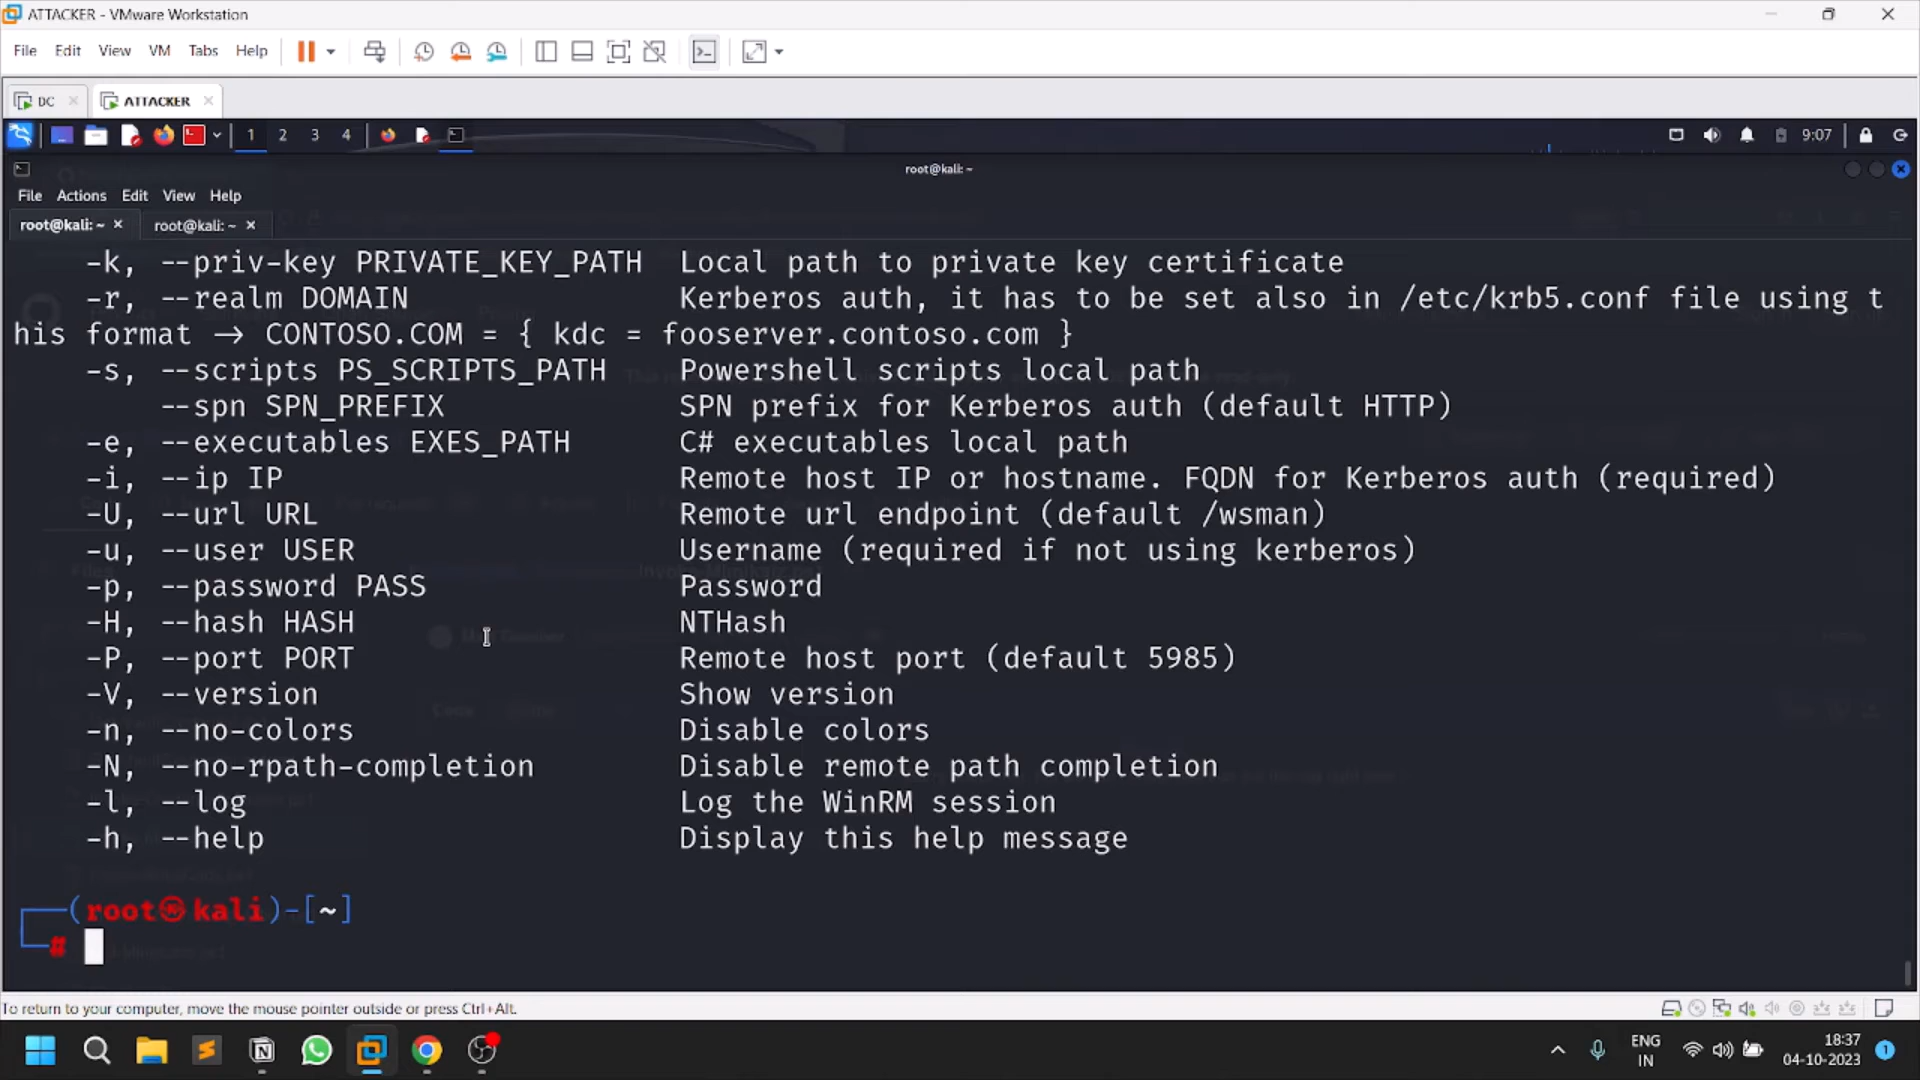 ATTACKER - VMware Workstation
File Edit View VM Tabs Help
DC ATTACKER
1 2 3 4 9:07
root@kali: ~
File Actions Edit View Help
root@kali: ~ root@kali: ~
-k, --priv-key PRIVATE_KEY_PATH Local path to private key certificate
-r, --realm DOMAIN Kerberos auth, it has to be set also in /etc/krb5.conf file using t
his format -> CONTOSO.COM = { kdc = fooserver.contoso.com }
-s, --scripts PS_SCRIPTS_PATH Powershell scripts local path
--spn SPN_PREFIX SPN prefix for Kerberos auth (default HTTP)
-e, --executables EXES_PATH C# executables local path
-i, --ip IP Remote host IP or hostname. FQDN for Kerberos auth (required)
-U, --url URL Remote url endpoint (default /wsman)
-u, --user USER Username (required if not using kerberos)
-p, --password PASS Password
-H, --hash HASH NTHash
-P, --port PORT Remote host port (default 5985)
-V, --version Show version
-n, --no-colors Disable colors
-N, --no-rpath-completion Disable remote path completion
-l, --log Log the WinRM session
-h, --help Display this help message
(root㉿kali)-[~]
#
To return to your computer, move the mouse pointer outside or press Ctrl+Alt.
ENG
IN
18:37
04-10-2023
1